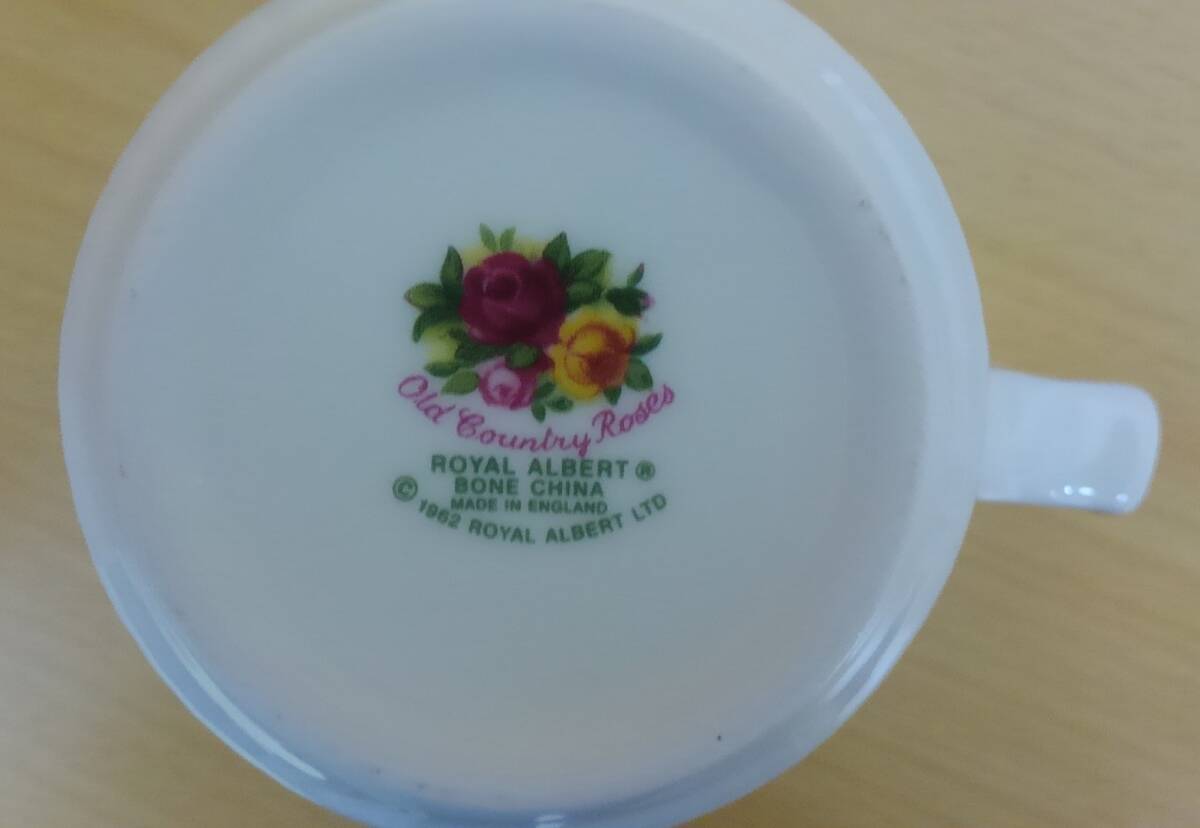 Old Country Roses
ROYAL ALBERT ®
BONE CHINA
MADE IN ENGLAND
© 1962 ROYAL ALBERT LTD